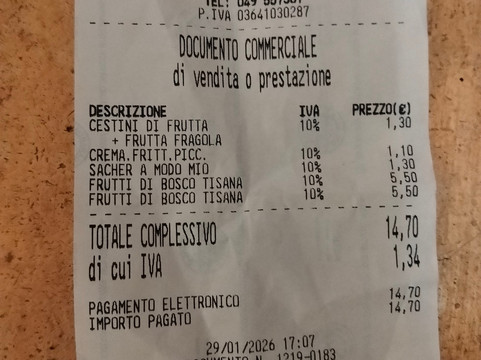 P.IVA 03641030287
DOCUMENTO COMMERCIALE
di vendita o prestazione
DESCRIZIONE IVA PREZZO(€)
CESTINI DI FRUTTA 10% 1,30
+ FRUTTA FRAGOLA
CREMA.FRITT.PICC. 10% 1,10
SACHER A MODO MIO 10% 1,30
FRUTTI DI BOSCO TISANA 10% 5,50
FRUTTI DI BOSCO TISANA 10% 5,50
TOTALE COMPLESSIVO 14,70
di cui IVA 1,34
PAGAMENTO ELETTRONICO 14,70
IMPORTO PAGATO 14,70
29/01/2026 17:07
DOCUMENTO N. 1219-0183